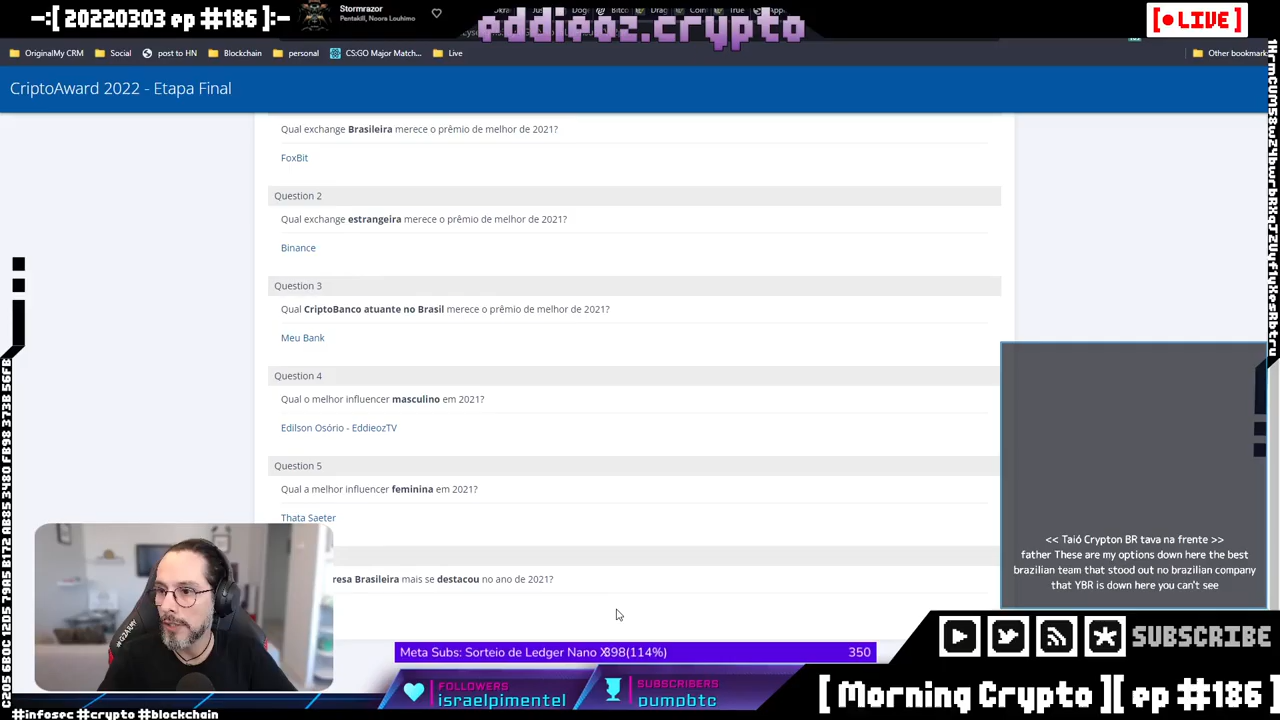 -:[ 20220303 ep #186 ]:-
Stormrazor
Pentakill, Noora Louhimo
eddieoz.crypto
[● LIVE]
OriginalMy CRM
Social
post to HN
Blockchain
personal
CS:GO Major Match...
Live
Other bookmark
CriptoAward 2022 - Etapa Final
Qual exchange Brasileira merece o prêmio de melhor de 2021?
FoxBit
Question 2
Qual exchange estrangeira merece o prêmio de melhor de 2021?
Binance
Question 3
Qual CriptoBanco atuante no Brasil merece o prêmio de melhor de 2021?
Meu Bank
Question 4
Qual o melhor influencer masculino em 2021?
Edilson Osório - EddieozTV
Question 5
Qual a melhor influencer feminina em 2021?
Thata Saeter
resa Brasileira mais se destacou no ano de 2021?
<< Taió Crypton BR tava na frente >>
father These are my options down here the best
brazilian team that stood out no brazilian company
that YBR is down here you can't see
Meta Subs: Sorteio de Ledger Nano X
398(114%)
350
FOLLOWERS
israelpimentel
SUBSCRIBERS
pumpbtc
SUBSCRIBE
[ Morning Crypto ][ ep #186 ]
#infosec #crypto #blockchain